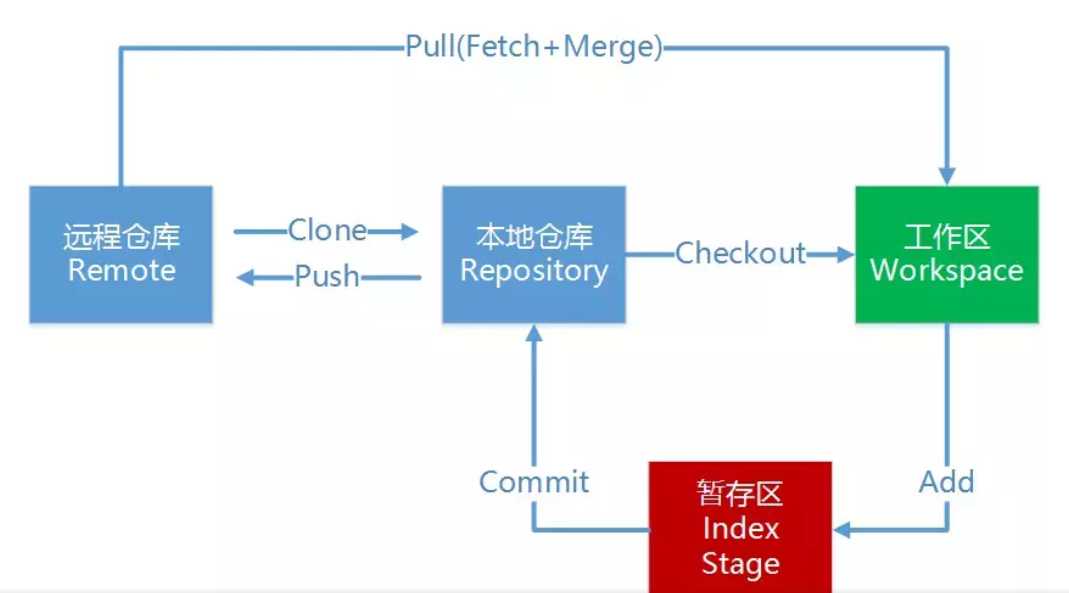 Pull(Fetch+Merge)
远程仓库
Remote
Clone
Push
本地仓库
Repository
Checkout
工作区
Workspace
Commit
暂存区
Index
Stage
Add